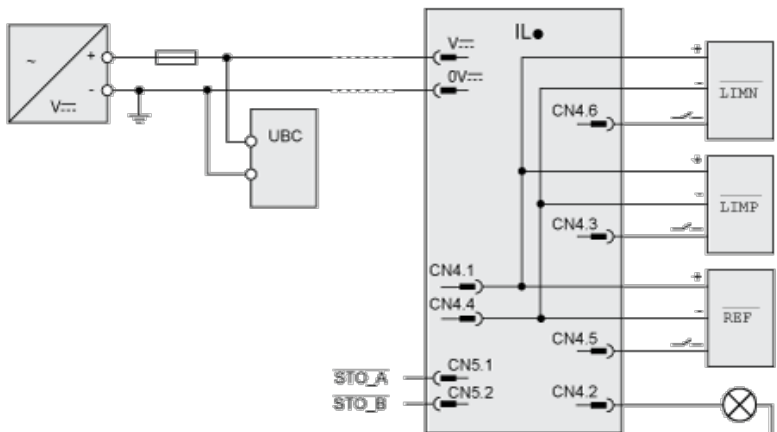 ~
+
-
V⎓
UBC
IL●
V⎓
0V⎓
CN4.6
+
-
LIMN
CN4.3
+
-
LIMP
CN4.1
CN4.4
CN4.5
+
-
REF
STO_A
CN5.1
STO_B
CN5.2
CN4.2